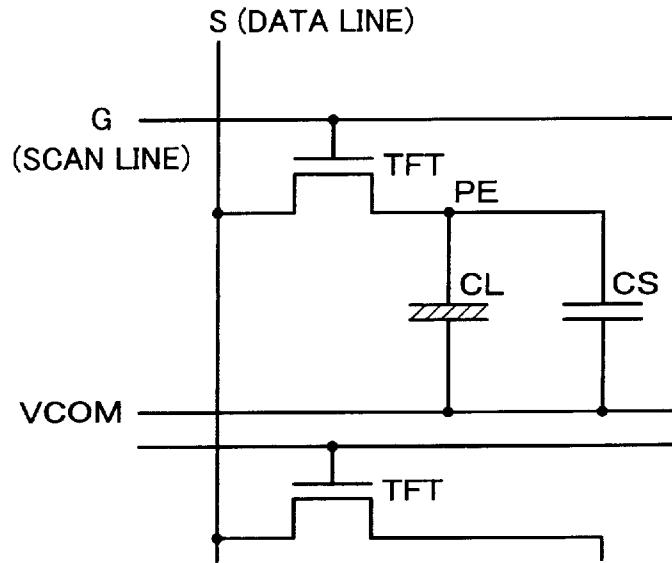 S (DATA LINE)
G
(SCAN LINE)
TFT
PE
CL
CS
VCOM
TFT